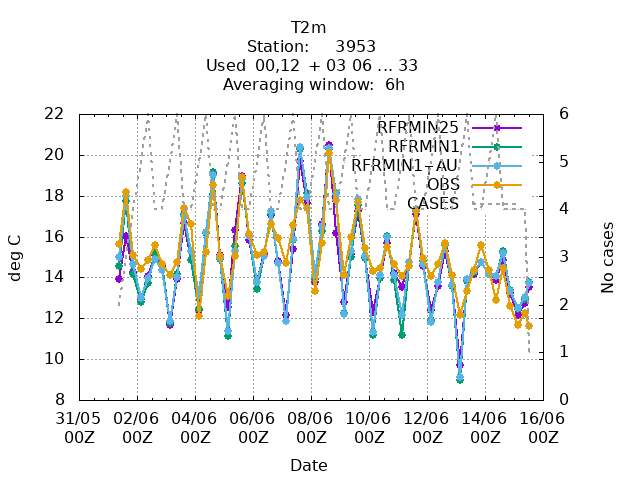 T2m
Station: 3953
Used 00,12 + 03 06 ... 33
Averaging window: 6h
22
20
18
16
14
12
10
8
deg C
6
5
4
3
2
1
0
No cases
RFRMIN25
RFRMIN1
RFRMIN1-AU
OBS
CASES
31/05 02/06 04/06 06/06 08/06 10/06 12/06 14/06 16/06
00Z 00Z 00Z 00Z 00Z 00Z 00Z 00Z 00Z
Date